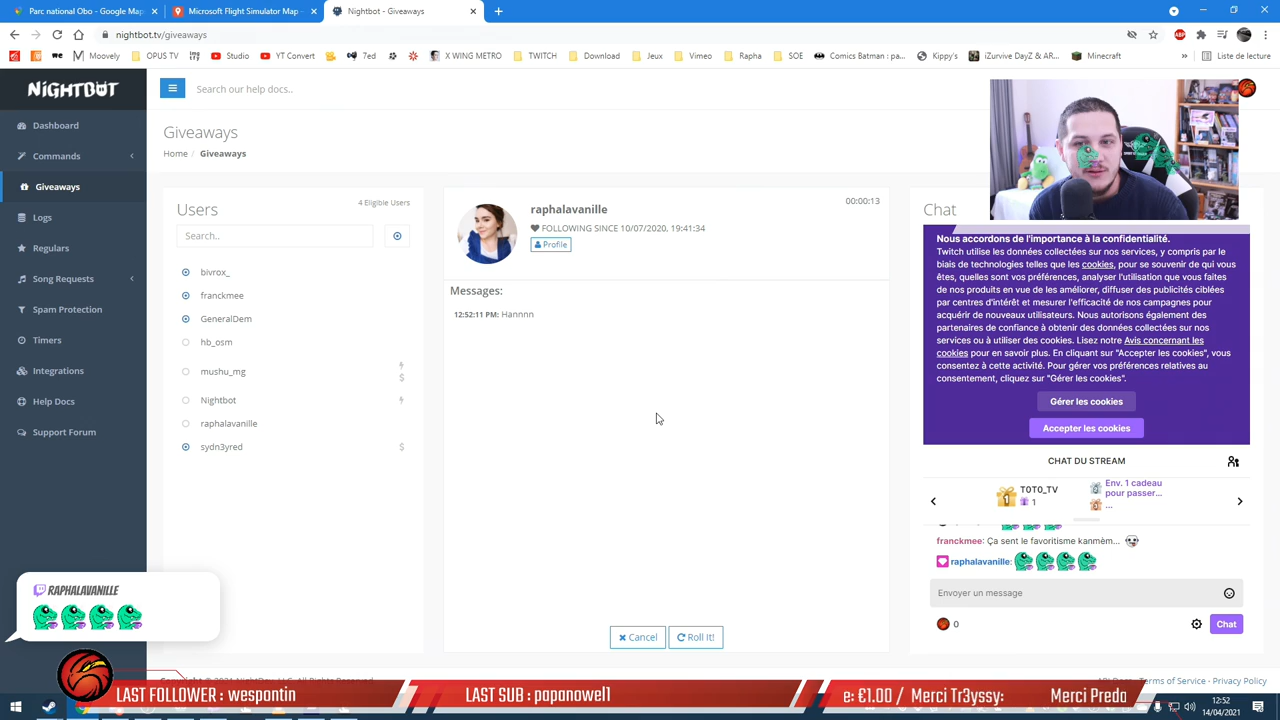 Parc national Obo - Google Map
Motor Town Simulator Map -
Nightbot - Giveaways
nightbot.tv/giveaways
Moovely
OPUS TV
Studio
YT Convert
7ed
X WING METRO
TWITCH
Download
Jeux
Vimeo
Rapha
SOE
Comics Batman : pa...
Kippy's
iZurvive DayZ & AR...
Minecraft
»
Liste de lecture
NIGHTBOT
Search our help docs..
Dashboard
Commands
Giveaways
Logs
Regulars
Song Requests
Spam Protection
Timers
Integrations
Help Docs
Support Forum
Giveaways
Home / Giveaways
Users
4 Eligible Users
Search..
bivrox_
franckmee
GeneralDem
hb_osm
mushu_mg
$
Nightbot
raphalavanille
sydn3yred
$
raphalavanille
00:00:13
FOLLOWING SINCE 10/07/2020, 19:41:34
Profile
Messages:
12:52:11 PM: Hannnn
Cancel
Roll It!
Chat
Nous accordons de l'importance à la confidentialité.
Twitch utilise les données collectées sur nos services, y compris par le
biais de technologies telles que les cookies, pour se souvenir de qui vous
êtes, quelles sont vos préférences, analyser l'utilisation que vous faites
de nos produits en vue de les améliorer, diffuser des publicités ciblées
par centres d'intérêt et mesurer l'efficacité de nos campagnes pour
acquérir de nouveaux utilisateurs. Nous autorisons également des
partenaires de confiance à obtenir des données collectées sur nos
services ou à utiliser des cookies. Lisez notre Avis concernant les
cookies pour en savoir plus. En cliquant sur "Accepter les cookies", vous
consentez à cette activité. Pour gérer vos préférences relatives au
consentement, cliquez sur "Gérer les cookies".
Gérer les cookies
Accepter les cookies
CHAT DU STREAM
T0T0_TV
1
Env. 1 cadeau
pour passer...
...
franckmee: Ça sent le favoritisme kanmèm...
raphalavanille:
Envoyer un message
0
Chat
RAPHALAVANILLE
Terms of Service - Privacy Policy
LAST FOLLOWER : wespontin
LAST SUB : papanowel1
e: €1.00 / Merci Tr3yssy:
Merci Preda
12:52
14/04/2021